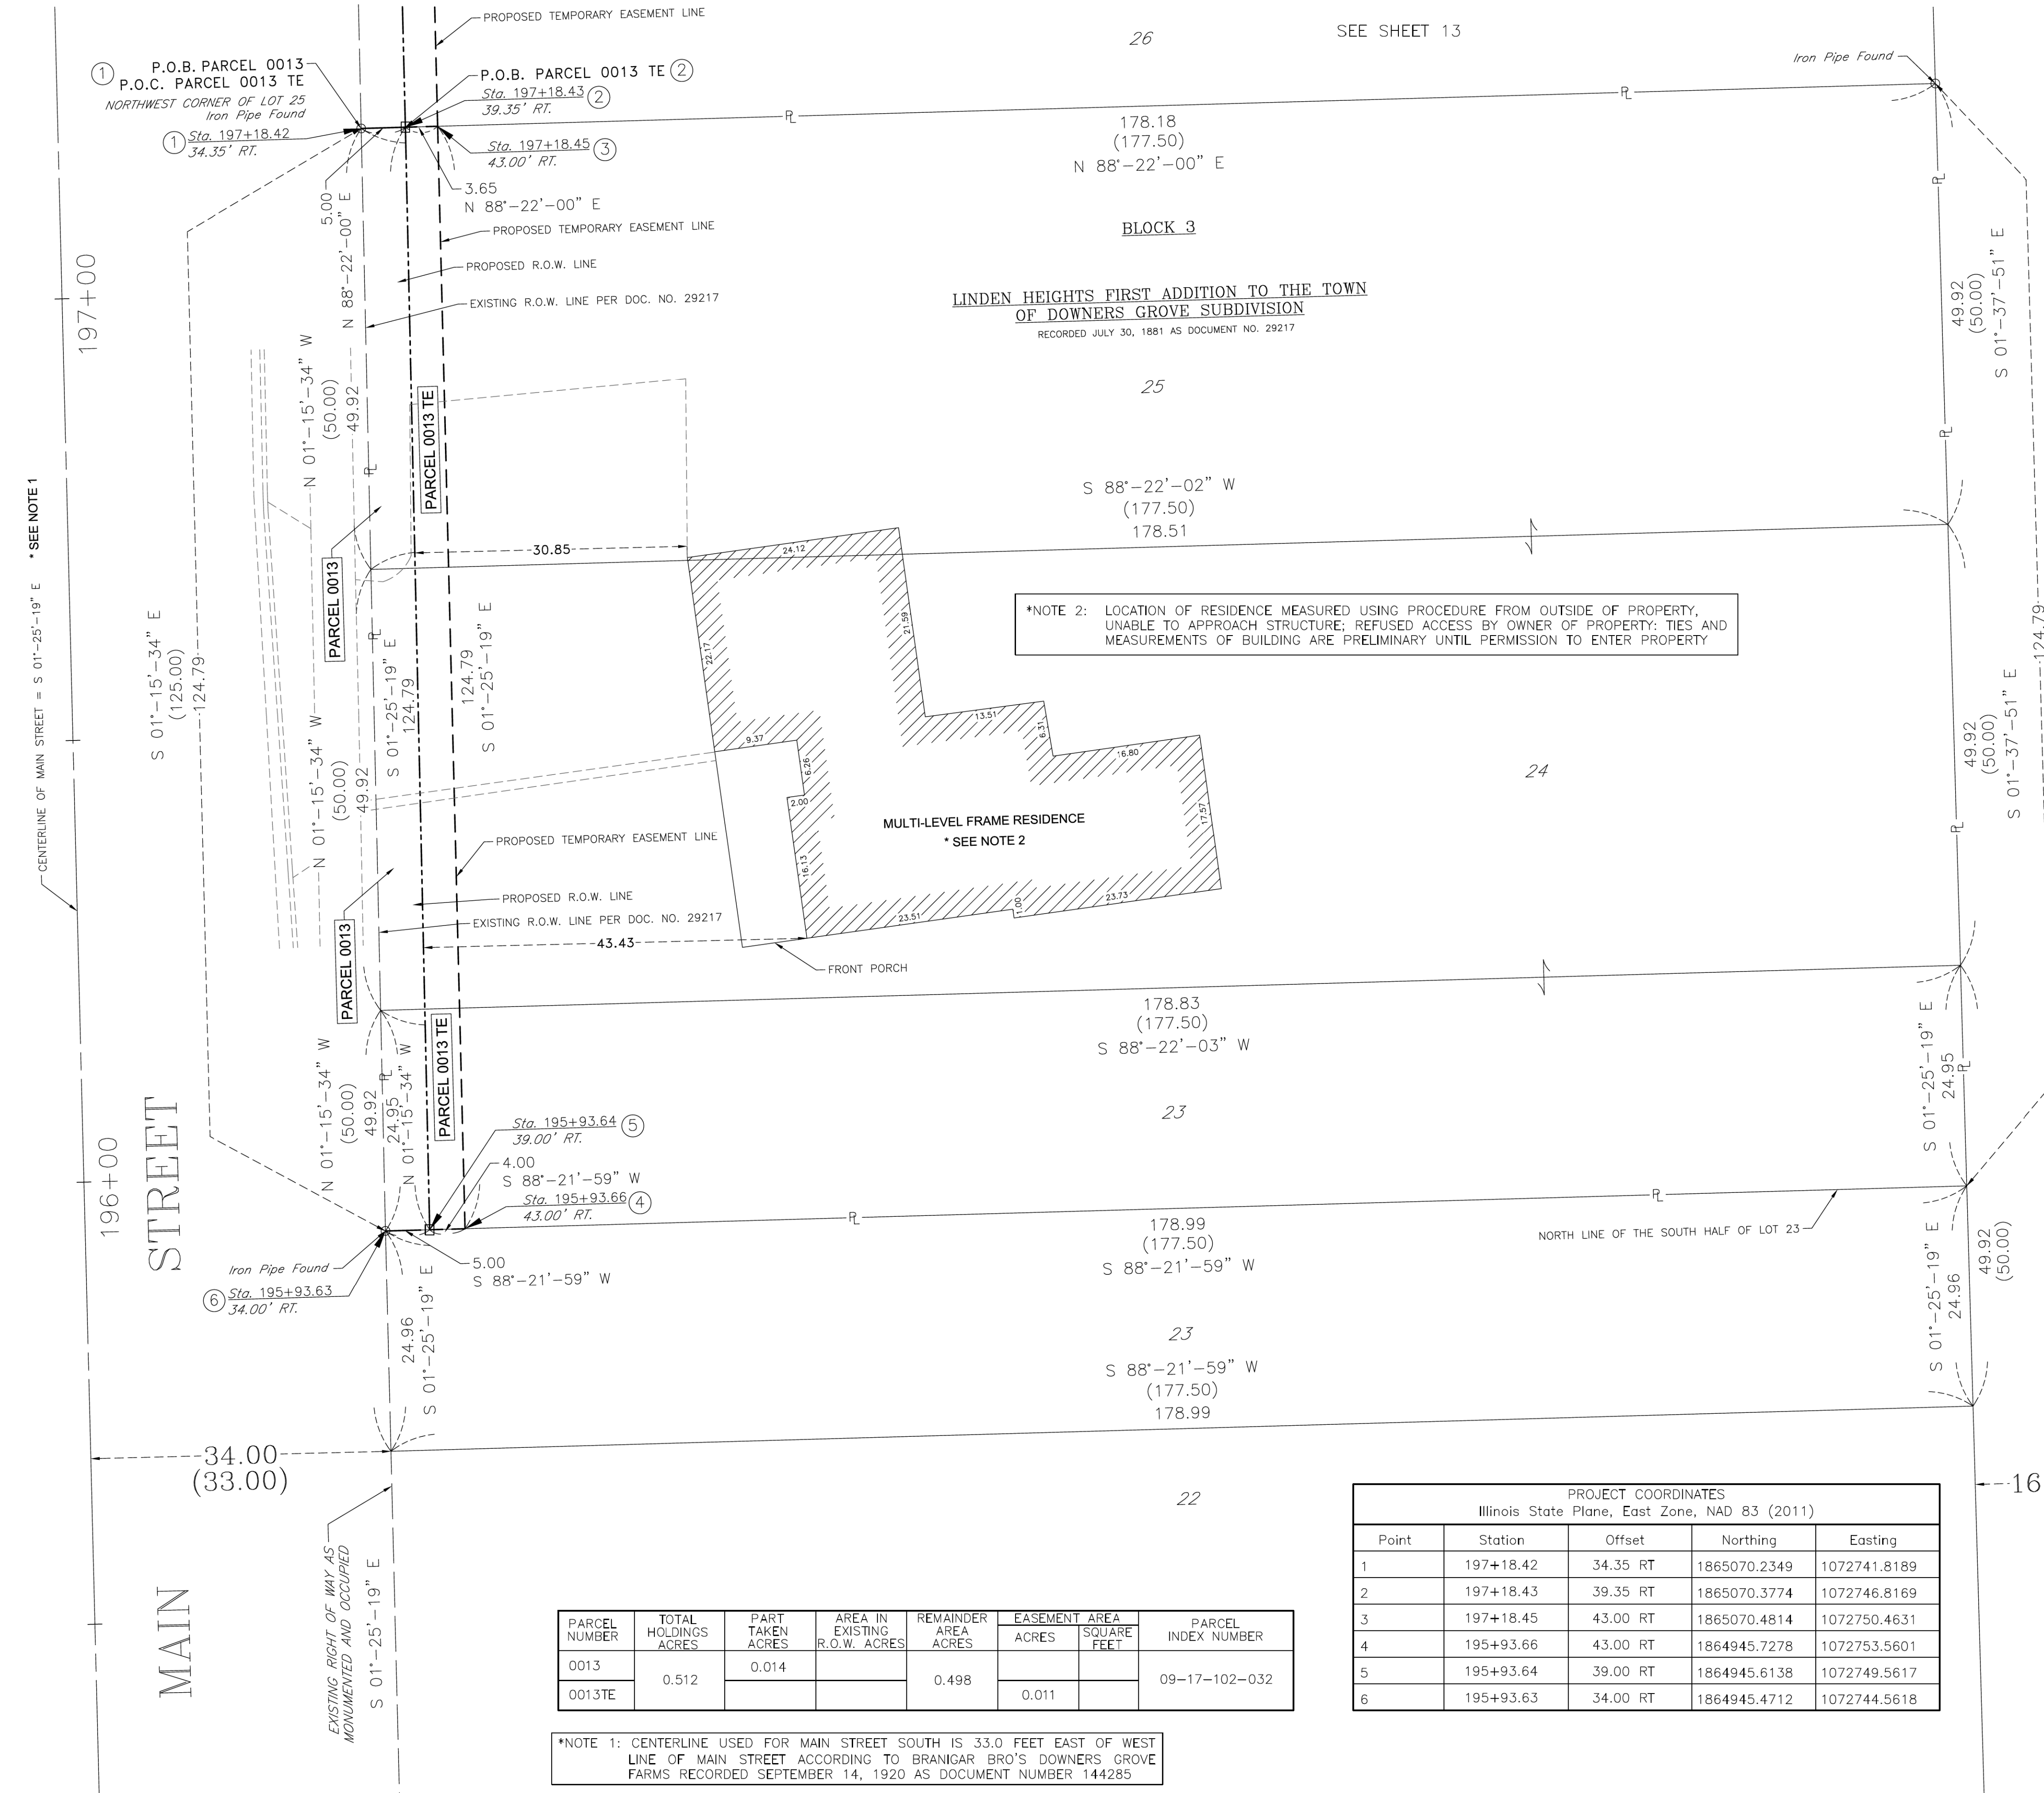 PROPOSED TEMPORARY EASEMENT LINE
26
SEE SHEET 13
Iron Pipe Found
① P.O.B. PARCEL 0013
P.O.C. PARCEL 0013 TE
NORTHWEST CORNER OF LOT 25
Iron Pipe Found
① Sta. 197+18.42
34.35' RT.
P.O.B. PARCEL 0013 TE ②
Sta. 197+18.43 ②
39.35' RT.
Sta. 197+18.45 ③
43.00' RT.
3.65
N 88°-22'-00" E
5.00
N 88°-22'-00" E
℄
178.18
(177.50)
N 88°-22'-00" E
PROPOSED TEMPORARY EASEMENT LINE
PROPOSED R.O.W. LINE
EXISTING R.O.W. LINE PER DOC. NO. 29217
BLOCK 3
LINDEN HEIGHTS FIRST ADDITION TO THE TOWN
OF DOWNERS GROVE SUBDIVISION
RECORDED JULY 30, 1881 AS DOCUMENT NO. 29217
25
49.92
(50.00)
S 01°-37'-51" E
197+00
CENTERLINE OF MAIN STREET = S 01°-25'-19" E * SEE NOTE 1
S 01°-15'-34" E
(125.00)
124.79
N 01°-15'-34" W
(50.00)
49.92
PARCEL 0013 TE
PARCEL 0013
S 88°-22'-02" W
(177.50)
178.51
30.85
24.12
22.17
21.59
13.51
6.31
16.80
17.57
9.37
6.26
2.00
16.13
23.51
1.00
23.73
MULTI-LEVEL FRAME RESIDENCE
* SEE NOTE 2
*NOTE 2: LOCATION OF RESIDENCE MEASURED USING PROCEDURE FROM OUTSIDE OF PROPERTY,
UNABLE TO APPROACH STRUCTURE; REFUSED ACCESS BY OWNER OF PROPERTY: TIES AND
MEASUREMENTS OF BUILDING ARE PRELIMINARY UNTIL PERMISSION TO ENTER PROPERTY
124.79
24
49.92
(50.00)
S 01°-37'-51" E
N 01°-15'-34" W
(50.00)
49.92
S 01°-25'-19" E
124.79
124.79
S 01°-25'-19" E
PROPOSED TEMPORARY EASEMENT LINE
PROPOSED R.O.W. LINE
EXISTING R.O.W. LINE PER DOC. NO. 29217
43.43
FRONT PORCH
PARCEL 0013
PARCEL 0013 TE
178.83
(177.50)
S 88°-22'-03" W
23
S 01°-25'-19" E
24.95
N 01°-15'-34" W
(50.00)
49.92
24.95
N 01°-15'-34" W
196+00
Sta. 195+93.64 ⑤
39.00' RT.
4.00
S 88°-21'-59" W
Sta. 195+93.66 ④
43.00' RT.
Iron Pipe Found
⑥ Sta. 195+93.63
34.00' RT.
5.00
S 88°-21'-59" W
178.99
(177.50)
S 88°-21'-59" W
NORTH LINE OF THE SOUTH HALF OF LOT 23
S 01°-25'-19" E
24.96
49.92
(50.00)
24.96
S 01°-25'-19" E
23
S 88°-21'-59" W
(177.50)
178.99
34.00
(33.00)
MAIN STREET
EXISTING RIGHT OF WAY AS
MONUMENTED AND OCCUPIED
S 01°-25'-19" E
22
16
PARCEL NUMBER TOTAL HOLDINGS ACRES PART TAKEN ACRES AREA IN EXISTING R.O.W. ACRES REMAINDER AREA ACRES EASEMENT AREA ACRES SQUARE FEET PARCEL INDEX NUMBER
0013 0.512 0.014 0.498 09-17-102-032
0013TE 0.011
*NOTE 1: CENTERLINE USED FOR MAIN STREET SOUTH IS 33.0 FEET EAST OF WEST
LINE OF MAIN STREET ACCORDING TO BRANIGAR BRO'S DOWNERS GROVE
FARMS RECORDED SEPTEMBER 14, 1920 AS DOCUMENT NUMBER 144285
PROJECT COORDINATES
Illinois State Plane, East Zone, NAD 83 (2011)
Point Station Offset Northing Easting
1 197+18.42 34.35 RT 1865070.2349 1072741.8189
2 197+18.43 39.35 RT 1865070.3774 1072746.8169
3 197+18.45 43.00 RT 1865070.4814 1072750.4631
4 195+93.66 43.00 RT 1864945.7278 1072753.5601
5 195+93.64 39.00 RT 1864945.6138 1072749.5617
6 195+93.63 34.00 RT 1864945.4712 1072744.5618